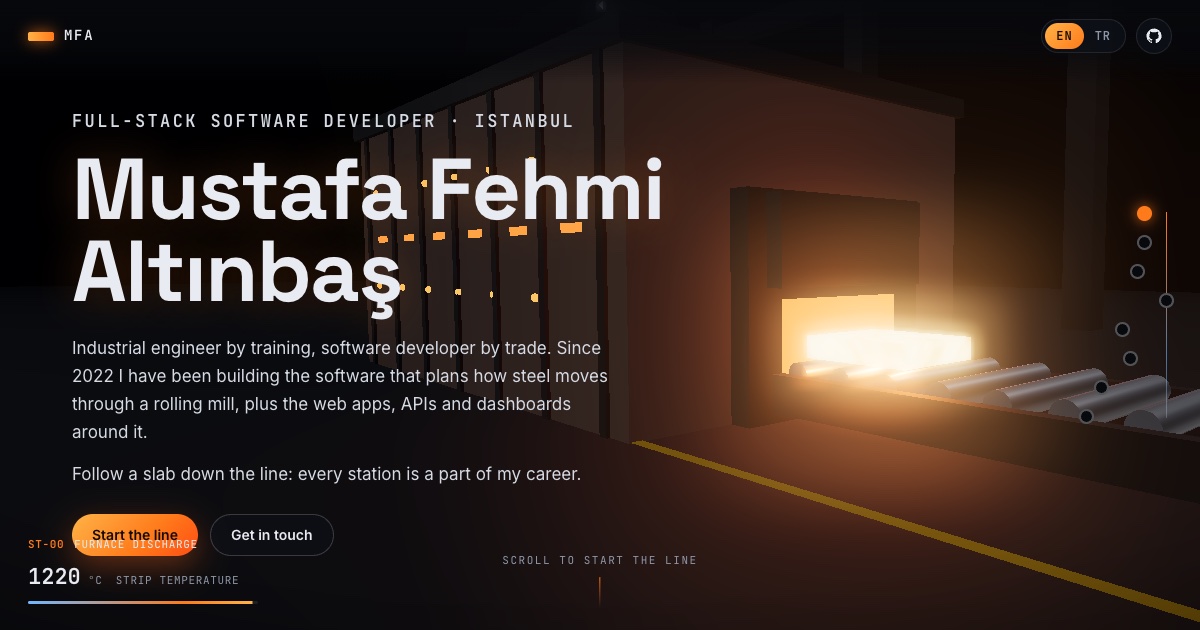 MFA
EN TR
FULL-STACK SOFTWARE DEVELOPER · ISTANBUL
Mustafa Fehmi
Altınbaş
Industrial engineer by training, software developer by trade. Since
2022 I have been building the software that plans how steel moves
through a rolling mill, plus the web apps, APIs and dashboards
around it.
Follow a slab down the line: every station is a part of my career.
Start the line
Get in touch
ST-00 FURNACE DISCHARGE
1220 °C STRIP TEMPERATURE
SCROLL TO START THE LINE